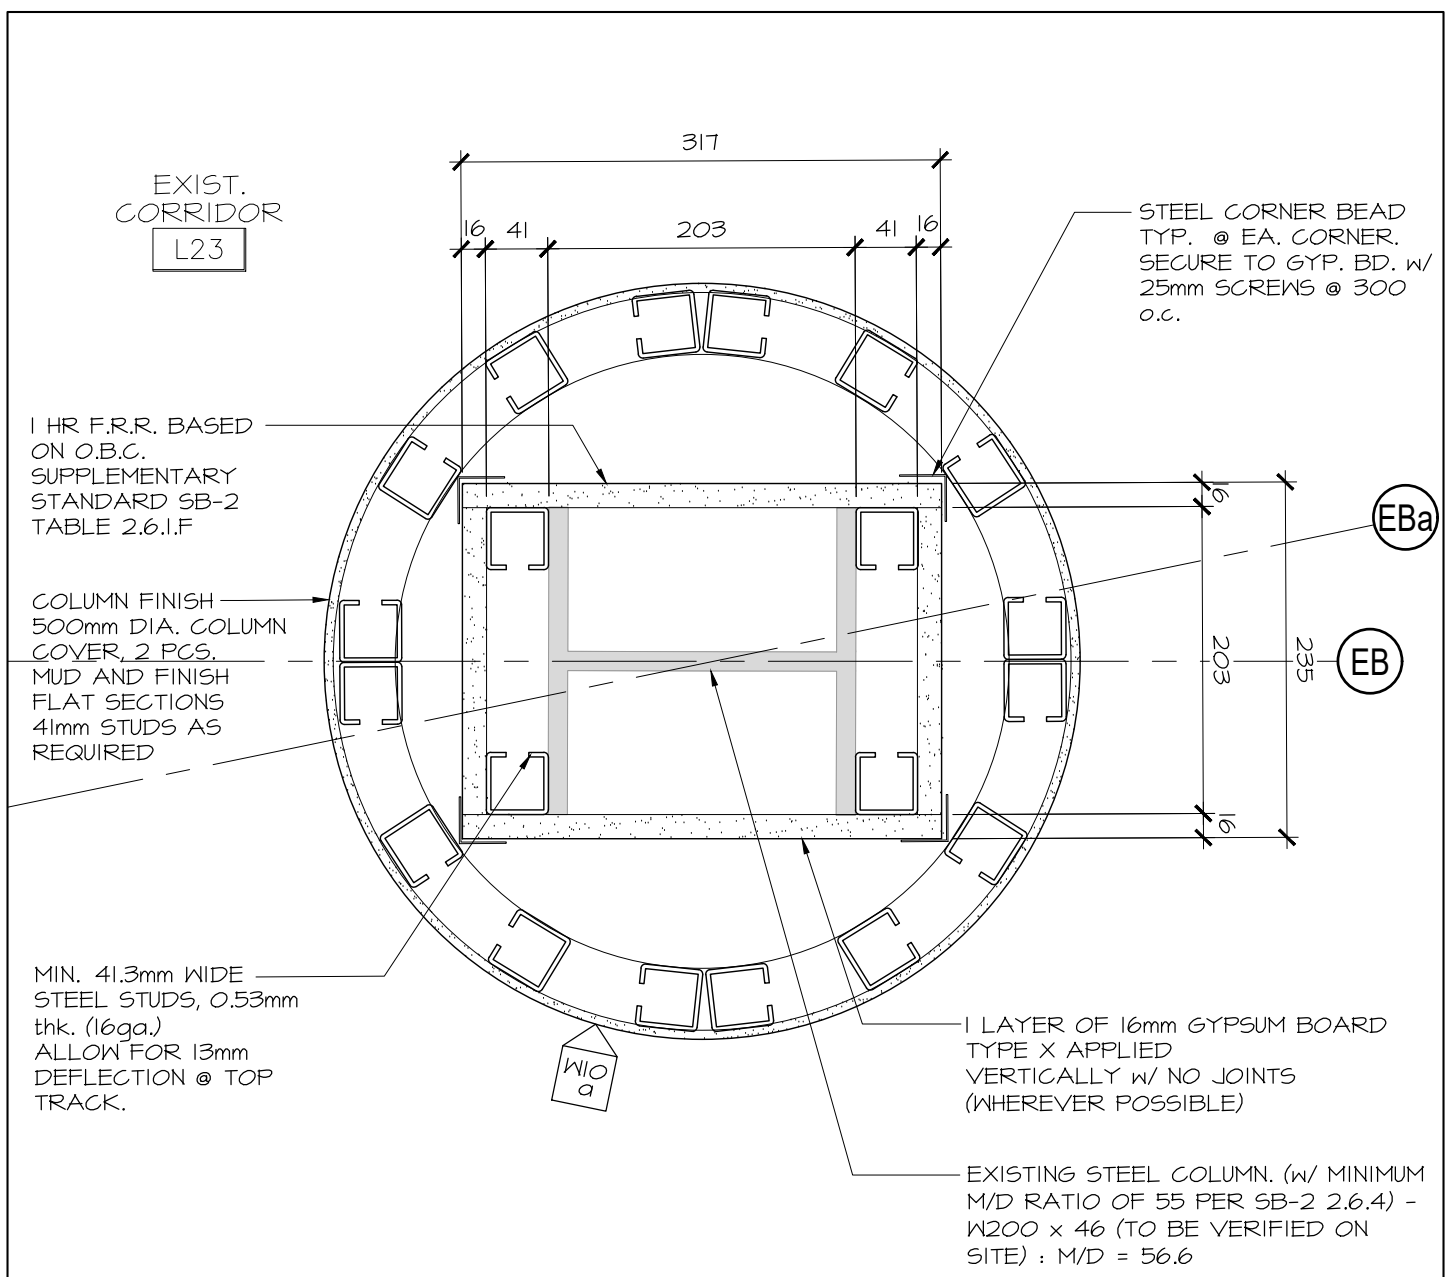 317
EXIST.
CORRIDOR
L23
16 41 203 41 16
STEEL CORNER BEAD
TYP. @ EA. CORNER.
SECURE TO GYP. BD. w/
25mm SCREWS @ 300
o.c.
1 HR F.R.R. BASED
ON O.B.C.
SUPPLEMENTARY
STANDARD SB-2
TABLE 2.6.1.F
16
203
16
235
EBa
EB
COLUMN FINISH
500mm DIA. COLUMN
COVER, 2 PCS.
MUD AND FINISH
FLAT SECTIONS
41mm STUDS AS
REQUIRED
MIN. 41.3mm WIDE
STEEL STUDS, 0.53mm
thk. (16ga.)
ALLOW FOR 13mm
DEFLECTION @ TOP
TRACK.
W10
a
1 LAYER OF 16mm GYPSUM BOARD
TYPE X APPLIED
VERTICALLY w/ NO JOINTS
(WHEREVER POSSIBLE)
EXISTING STEEL COLUMN. (w/ MINIMUM
M/D RATIO OF 55 PER SB-2 2.6.4) -
W200 x 46 (TO BE VERIFIED ON
SITE) : M/D = 56.6